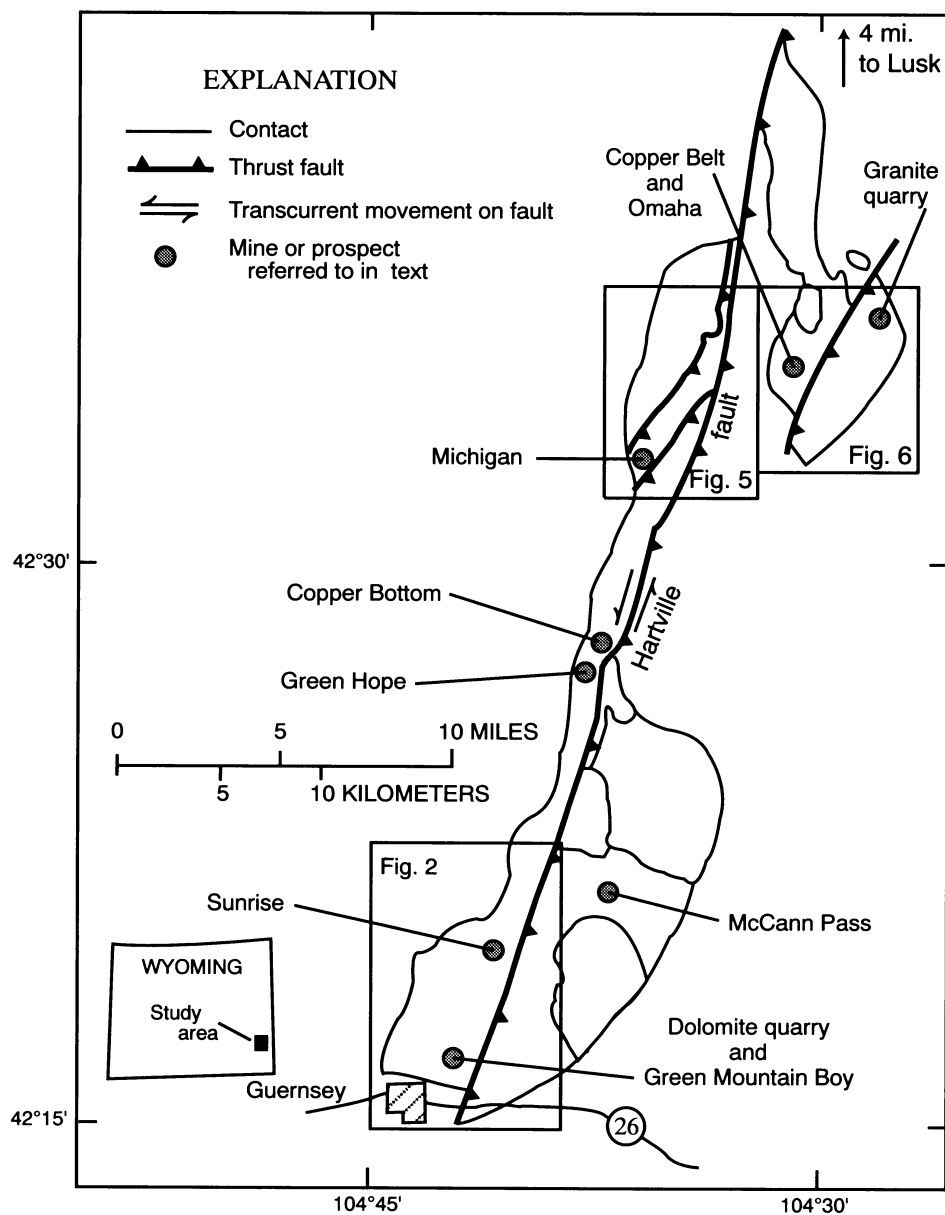 EXPLANATION
Contact
Thrust fault
Transcurrent movement on fault
Mine or prospect
referred to in text
4 mi.
to Lusk
Copper Belt
and
Omaha
Granite
quarry
fault
Michigan
Fig. 5
Fig. 6
42°30'
Copper Bottom
Hartville
Green Hope
0 5 10 MILES
5 10 KILOMETERS
Fig. 2
Sunrise
McCann Pass
WYOMING
Study
area
Dolomite quarry
and
Green Mountain Boy
Guernsey
42°15'
26
104°45' 104°30'